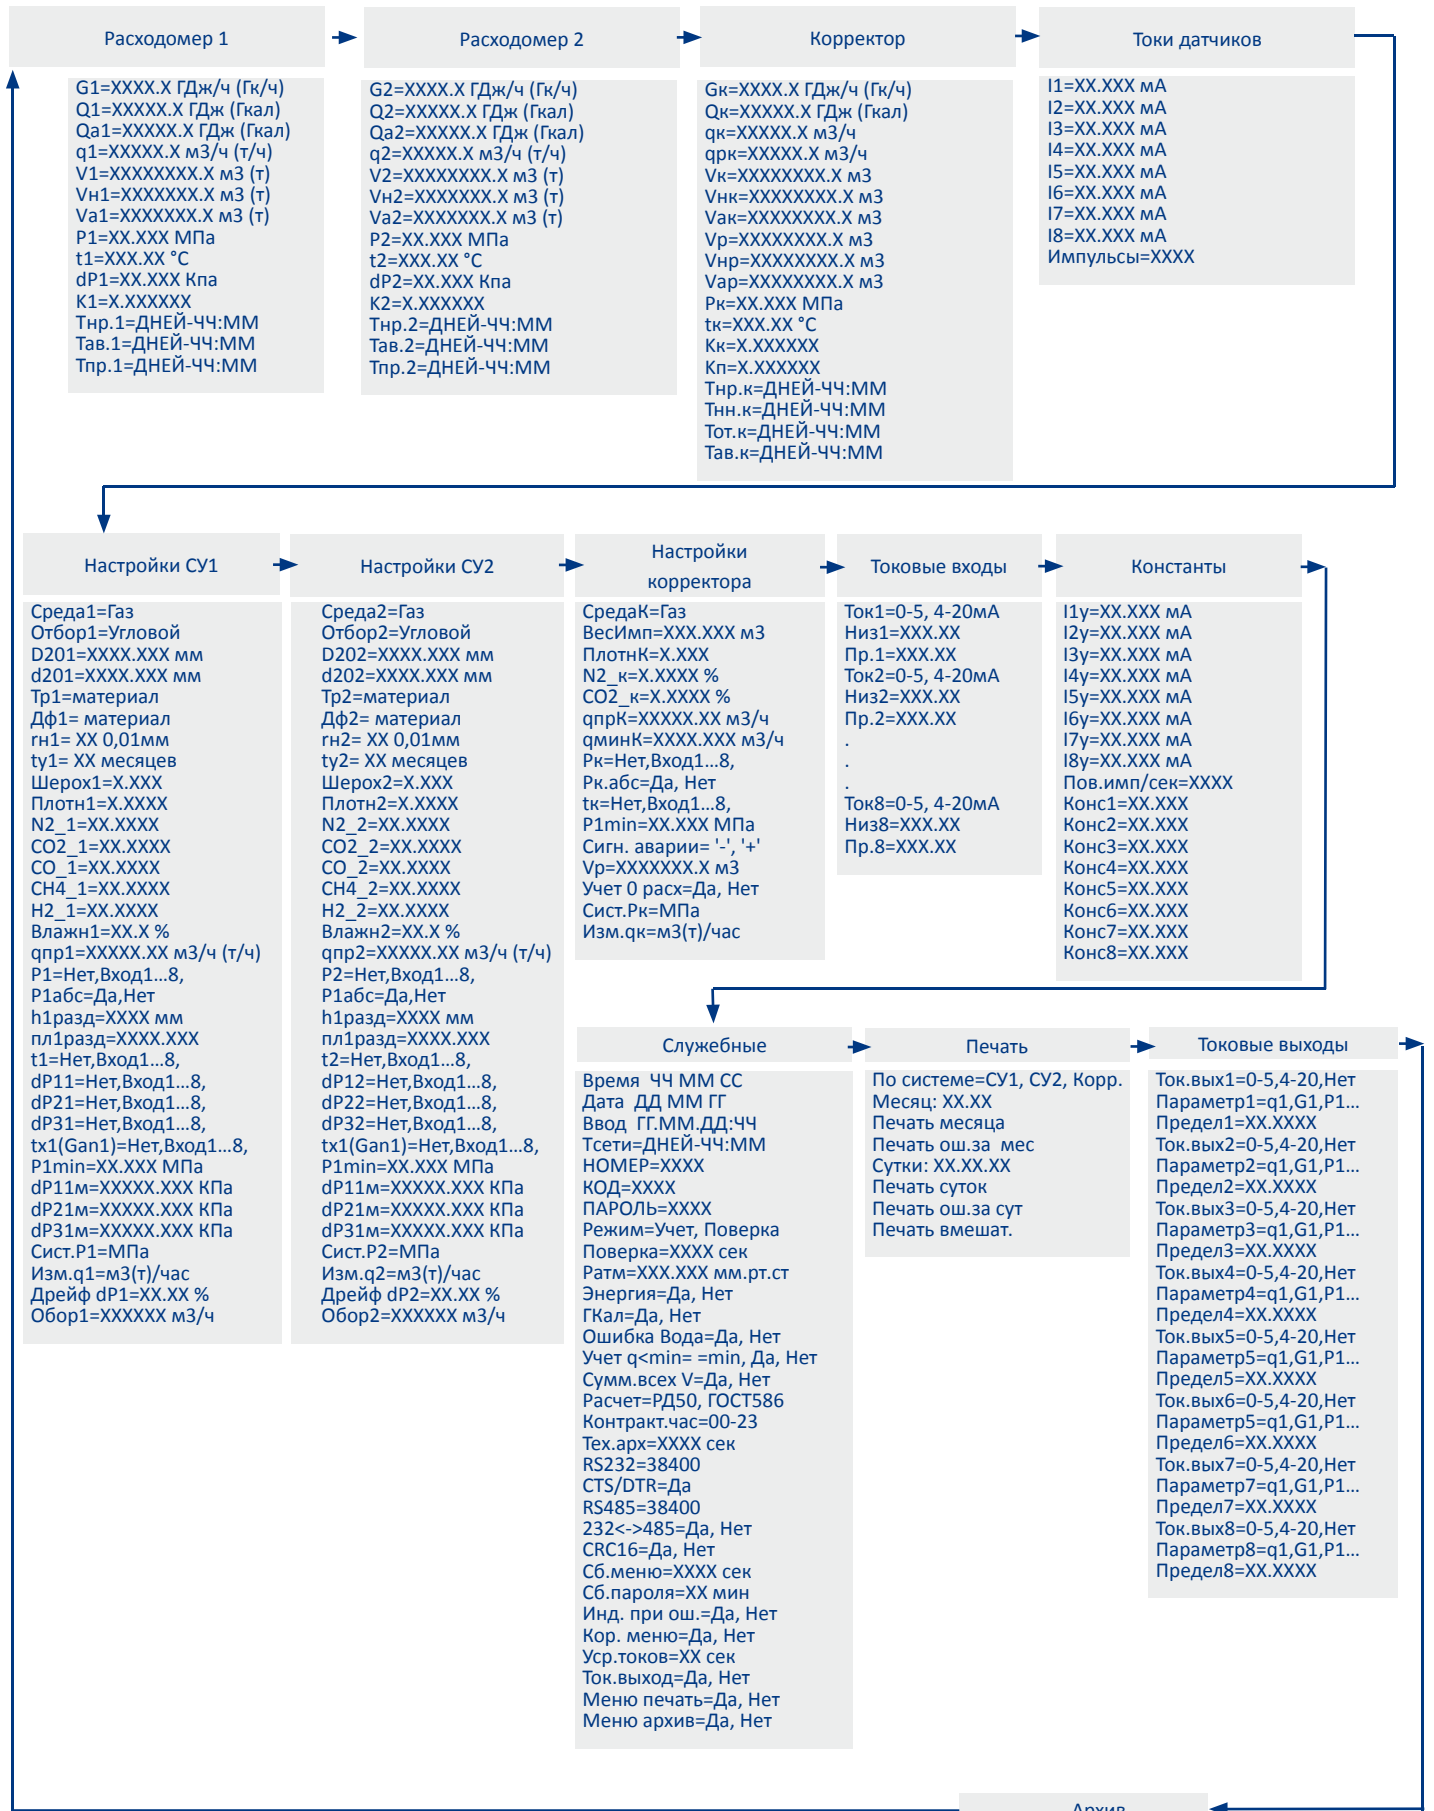 Расходомер 1
G1=XXXX.X ГДж/ч (Гк/ч)
Q1=XXXXX.X ГДж (Гкал)
Qa1=XXXXX.X ГДж (Гкал)
q1=XXXXX.X м3/ч (т/ч)
V1=XXXXXXXX.X м3 (т)
Vн1=XXXXXXX.X м3 (т)
Va1=XXXXXXX.X м3 (т)
P1=XX.XXX МПа
t1=XXX.XX °C
dP1=XX.XXX Кпа
K1=X.XXXXXX
Тнр.1=ДНЕЙ-ЧЧ:ММ
Тав.1=ДНЕЙ-ЧЧ:ММ
Тпр.1=ДНЕЙ-ЧЧ:ММ
Расходомер 2
G2=XXXX.X ГДж/ч (Гк/ч)
Q2=XXXXX.X ГДж (Гкал)
Qa2=XXXXX.X ГДж (Гкал)
q2=XXXXX.X м3/ч (т/ч)
V2=XXXXXXXX.X м3 (т)
Vн2=XXXXXXX.X м3 (т)
Va2=XXXXXXX.X м3 (т)
P2=XX.XXX МПа
t2=XXX.XX °C
dP2=XX.XXX Кпа
K2=X.XXXXXX
Тнр.2=ДНЕЙ-ЧЧ:ММ
Тав.2=ДНЕЙ-ЧЧ:ММ
Тпр.2=ДНЕЙ-ЧЧ:ММ
Корректор
Gк=XXXX.X ГДж/ч (Гк/ч)
Qк=XXXXX.X ГДж (Гкал)
qк=XXXXX.X м3/ч
qрк=XXXXX.X м3/ч
Vк=XXXXXXXX.X м3
Vнк=XXXXXXXX.X м3
Vак=XXXXXXXX.X м3
Vр=XXXXXXXX.X м3
Vнр=XXXXXXXX.X м3
Vар=XXXXXXXX.X м3
Рк=XX.XXX МПа
tк=XXX.XX °C
Кк=X.XXXXXX
Кп=X.XXXXXX
Тнр.к=ДНЕЙ-ЧЧ:ММ
Тнн.к=ДНЕЙ-ЧЧ:ММ
Тот.к=ДНЕЙ-ЧЧ:ММ
Тав.к=ДНЕЙ-ЧЧ:ММ
Токи датчиков
I1=XX.XXX мА
I2=XX.XXX мА
I3=XX.XXX мА
I4=XX.XXX мА
I5=XX.XXX мА
I6=XX.XXX мА
I7=XX.XXX мА
I8=XX.XXX мА
Импульсы=XXXX
Настройки СУ1
Среда1=Газ
Отбор1=Угловой
D201=XXXX.XXX мм
d201=XXXX.XXX мм
Тр1=материал
Дф1= материал
rн1= XX 0,01мм
ty1= XX месяцев
Шерох1=X.XXX
Плотн1=X.XXXX
N2_1=XX.XXXX
CO2_1=XX.XXXX
CO_1=XX.XXXX
CH4_1=XX.XXXX
H2_1=XX.XXXX
Влажн1=XX.X %
qпр1=XXXXX.XX м3/ч (т/ч)
P1=Нет,Вход1...8,
P1абс=Да,Нет
h1разд=XXXX мм
пл1разд=XXXX.XXX
t1=Нет,Вход1...8,
dP11=Нет,Вход1...8,
dP21=Нет,Вход1...8,
dP31=Нет,Вход1...8,
tx1(Gan1)=Нет,Вход1...8,
P1min=XX.XXX МПа
dP11м=XXXXX.XXX КПа
dP21м=XXXXX.XXX КПа
dP31м=XXXXX.XXX КПа
Сист.P1=МПа
Изм.q1=м3(т)/час
Дрейф dP1=XX.XX %
Обор1=XXXXXX м3/ч
Настройки СУ2
Среда2=Газ
Отбор2=Угловой
D202=XXXX.XXX мм
d202=XXXX.XXX мм
Тр2=материал
Дф2= материал
rн2= XX 0,01мм
ty2= XX месяцев
Шерох2=X.XXX
Плотн2=X.XXXX
N2_2=XX.XXXX
CO2_2=XX.XXXX
CO_2=XX.XXXX
CH4_2=XX.XXXX
H2_2=XX.XXXX
Влажн2=XX.X %
qпр2=XXXXX.XX м3/ч (т/ч)
P2=Нет,Вход1...8,
P1абс=Да,Нет
h1разд=XXXX мм
пл1разд=XXXX.XXX
t2=Нет,Вход1...8,
dP12=Нет,Вход1...8,
dP22=Нет,Вход1...8,
dP32=Нет,Вход1...8,
tx1(Gan1)=Нет,Вход1...8,
P1min=XX.XXX МПа
dP11м=XXXXX.XXX КПа
dP21м=XXXXX.XXX КПа
dP31м=XXXXX.XXX КПа
Сист.P2=МПа
Изм.q2=м3(т)/час
Дрейф dP2=XX.XX %
Обор2=XXXXXX м3/ч
Настройки
корректора
СредаК=Газ
ВесИмп=XXX.XXX м3
ПлотнК=X.XXX
N2_к=X.XXXX %
CO2_к=X.XXXX %
qпрК=XXXXX.XX м3/ч
qминК=XXXX.XXX м3/ч
Рк=Нет,Вход1...8,
Рк.абс=Да, Нет
tк=Нет,Вход1...8,
P1min=XX.XXX МПа
Сигн. аварии= '-', '+'
Vр=XXXXXXX.X м3
Учет 0 расх=Да, Нет
Сист.Рк=МПа
Изм.qк=м3(т)/час
Токовые входы
Ток1=0-5, 4-20мА
Низ1=XXX.XX
Пр.1=XXX.XX
Ток2=0-5, 4-20мА
Низ2=XXX.XX
Пр.2=XXX.XX
.
.
.
Ток8=0-5, 4-20мА
Низ8=XXX.XX
Пр.8=XXX.XX
Константы
I1y=XX.XXX мА
I2y=XX.XXX мА
I3y=XX.XXX мА
I4y=XX.XXX мА
I5y=XX.XXX мА
I6y=XX.XXX мА
I7y=XX.XXX мА
I8y=XX.XXX мА
Пов.имп/сек=XXXX
Конс1=XX.XXX
Конс2=XX.XXX
Конс3=XX.XXX
Конс4=XX.XXX
Конс5=XX.XXX
Конс6=XX.XXX
Конс7=XX.XXX
Конс8=XX.XXX
Служебные
Время ЧЧ ММ СС
Дата ДД ММ ГГ
Ввод ГГ.ММ.ДД:ЧЧ
Тсети=ДНЕЙ-ЧЧ:ММ
НОМЕР=XXXX
КОД=XXXX
ПАРОЛЬ=XXXX
Режим=Учет, Поверка
Поверка=XXXX сек
Ратм=XXX.XXX мм.рт.ст
Энергия=Да, Нет
ГКал=Да, Нет
Ошибка Вода=Да, Нет
Учет q<min= =min, Да, Нет
Сумм.всех V=Да, Нет
Расчет=РД50, ГОСТ586
Контракт.час=00-23
Тех.арх=XXXX сек
RS232=38400
CTS/DTR=Да
RS485=38400
232<->485=Да, Нет
CRC16=Да, Нет
Сб.меню=XXXX сек
Сб.пароля=XX мин
Инд. при ош.=Да, Нет
Кор. меню=Да, Нет
Уср.токов=XX сек
Ток.выход=Да, Нет
Меню печать=Да, Нет
Меню архив=Да, Нет
Печать
По системе=СУ1, СУ2, Корр.
Месяц: XX.XX
Печать месяца
Печать ош.за мес
Сутки: XX.XX.XX
Печать суток
Печать ош.за сут
Печать вмешат.
Токовые выходы
Ток.вых1=0-5,4-20,Нет
Параметр1=q1,G1,P1...
Предел1=XX.XXXX
Ток.вых2=0-5,4-20,Нет
Параметр2=q1,G1,P1...
Предел2=XX.XXXX
Ток.вых3=0-5,4-20,Нет
Параметр3=q1,G1,P1...
Предел3=XX.XXXX
Ток.вых4=0-5,4-20,Нет
Параметр4=q1,G1,P1...
Предел4=XX.XXXX
Ток.вых5=0-5,4-20,Нет
Параметр5=q1,G1,P1...
Предел5=XX.XXXX
Ток.вых6=0-5,4-20,Нет
Параметр5=q1,G1,P1...
Предел6=XX.XXXX
Ток.вых7=0-5,4-20,Нет
Параметр7=q1,G1,P1...
Предел7=XX.XXXX
Ток.вых8=0-5,4-20,Нет
Параметр8=q1,G1,P1...
Предел8=XX.XXXX
Архив